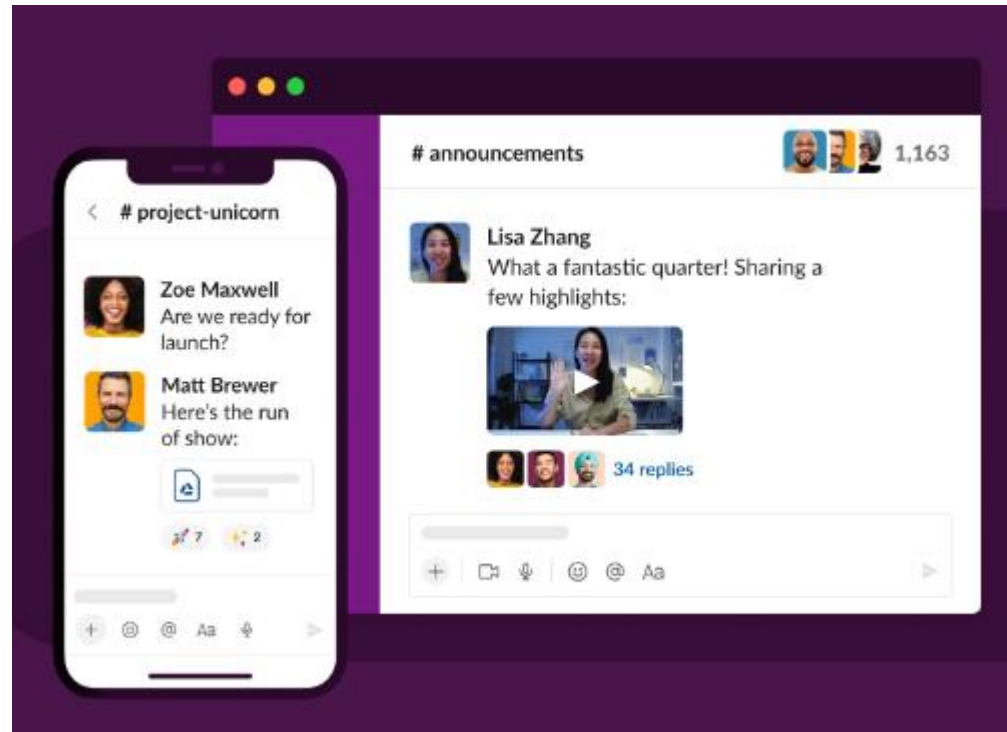 # project-unicorn
Zoe Maxwell
Are we ready for
launch?
Matt Brewer
Here's the run
of show:
7 2
Aa
# announcements
1,163
Lisa Zhang
What a fantastic quarter! Sharing a
few highlights:
34 replies
@ Aa